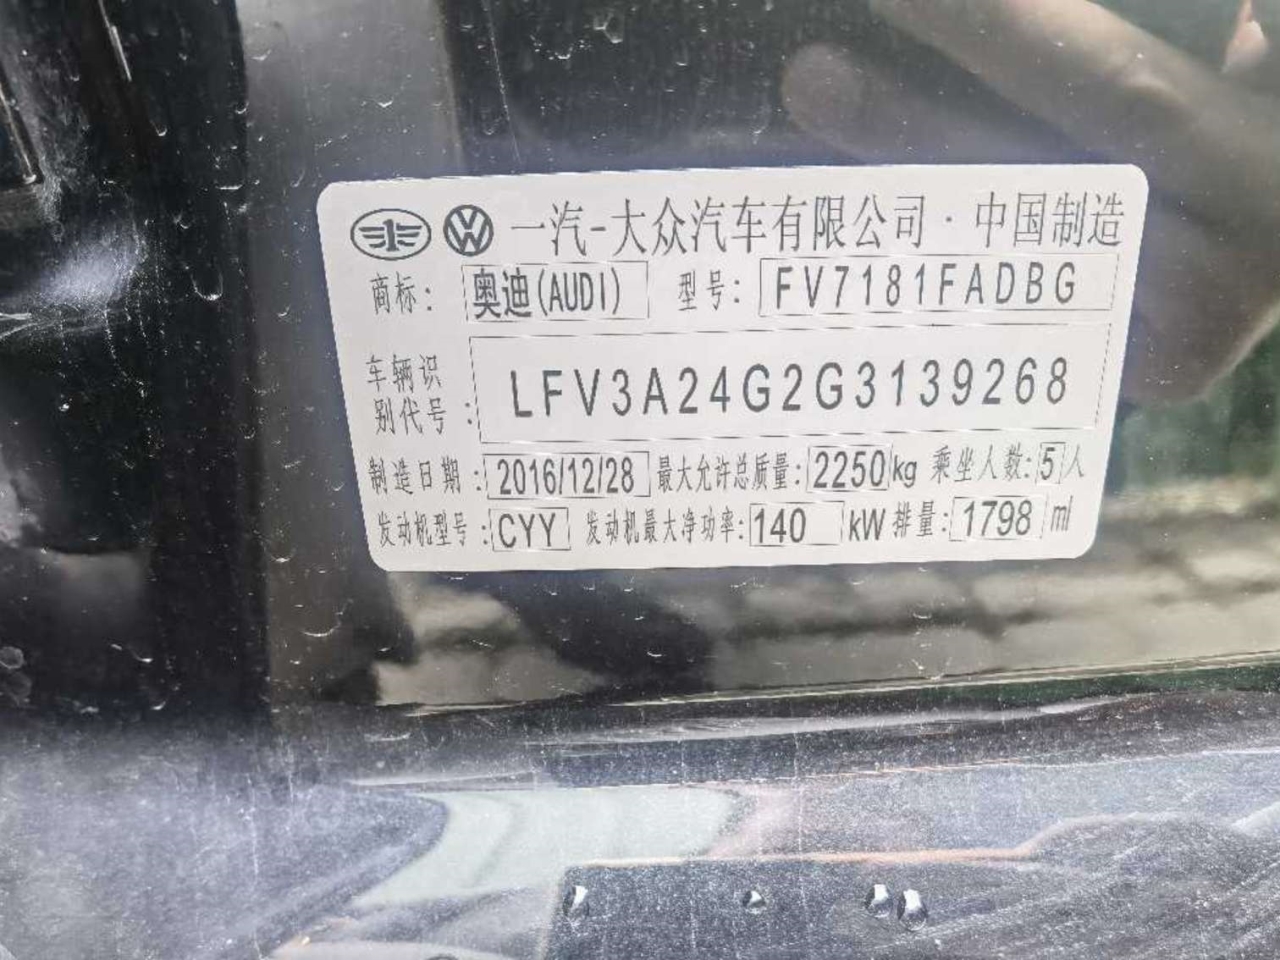 一汽-大众汽车有限公司·中国制造
商标: 奥迪(AUDI) 型号: FV7181FADBG
车辆识别代号: LFV3A24G2G3139268
制造日期: 2016/12/28 最大允许总质量: 2250kg 乘坐人数: 5人
发动机型号: CYY 发动机最大净功率: 140 kW 排量: 1798 ml